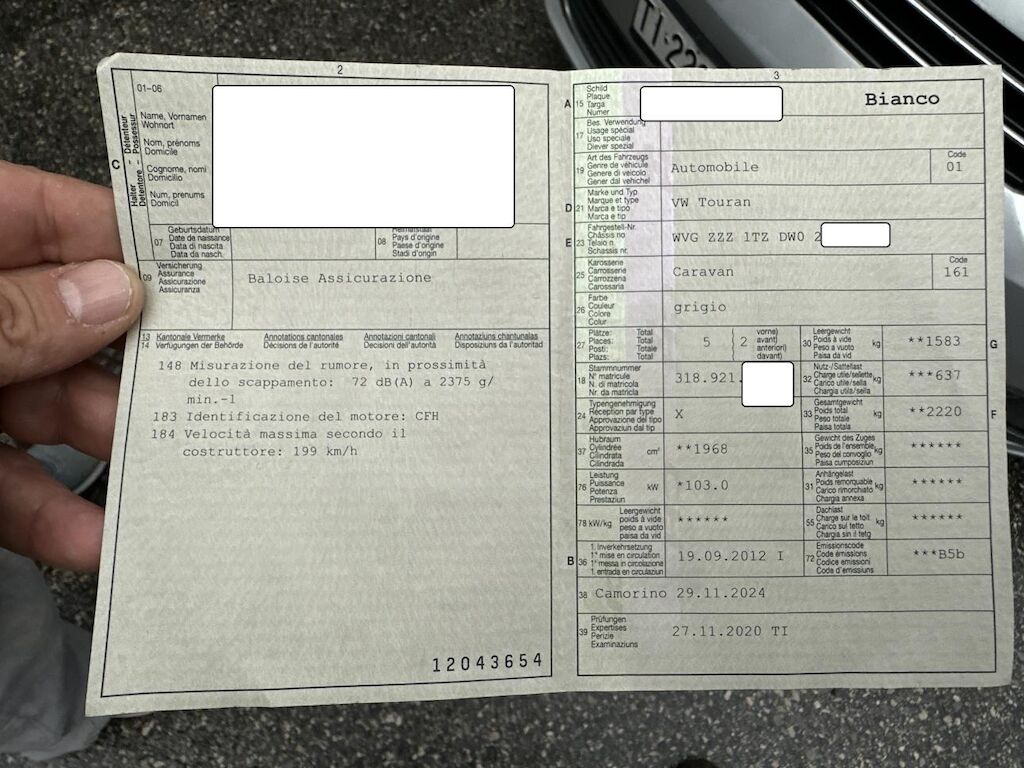 TI·22
2
01-06
Halter - Détenteur
Detentore - Possessur
C
Name, Vornamen
Wohnort
Nom, prénoms
Domicile
Cognome, nomi
Domicilio
Num, prenums
Domicil
07
Geburtsdatum
Date de naissance
Data di nascita
Data da nasch.
08
Heimatstaat
Pays d'origine
Paese d'origine
Stadi d'origin
09
Versicherung
Assurance
Assicurazione
Assicuranza
Baloise Assicurazione
13 Kantonale Vermerke Annotations cantonales Annotazioni cantonali Annotaziuns chantunalas
14 Verfügungen der Behörde Décisions de l'autorité Decisioni dell'autorità Disposiziuns da l'autoritad
148 Misurazione del rumore, in prossimità
dello scappamento: 72 dB(A) a 2375 g/
min.-1
183 Identificazione del motore: CFH
184 Velocità massima secondo il
costruttore: 199 km/h
12043654
3
A 15
Schild
Plaque
Targa
Numer
Bianco
17
Bes. Verwendung
Usage spécial
Uso speciale
Diever spezial
19
Art des Fahrzeugs
Genre de véhicule
Genere di veicolo
Gener dal vehichel
Automobile
Code
01
D 21
Marke und Typ
Marque et type
Marca e tipo
Marca e tip
VW Touran
E 23
Fahrgestell-Nr.
Châssis no
Telaio n.
Schassis nr.
WVG ZZZ 1TZ DW0 2
25
Karosserie
Carrosserie
Carrozzeria
Carossaria
Caravan
Code
161
26
Farbe
Couleur
Colore
Colur
grigio
27
Plätze: Total
Places: Total
Posti: Totale
Plazs: Total
5 ( 2
vorne)
avant)
anteriori)
davant)
30
Leergewicht
Poids à vide
Peso a vuoto
Paisa da vid
kg
**1583
G
18
Stammnummer
N° matricule
N. di matricola
Nr. da matricla
318.921.
32
Nutz-/Sattellast
Charge utile/sellette
Carico utile/sella
Chargia utila/sella
kg
***637
24
Typengenehmigung
Réception par type
Approvazione del tipo
Approvaziun dal tip
X
33
Gesamtgewicht
Poids total
Peso totale
Paisa totala
kg
**2220
F
37
Hubraum
Cylindrée
Cilindrata
Cilindrada
cm³
**1968
35
Gewicht des Zuges
Poids de l'ensemble
Peso del convoglio
Paisa cumposiziun
kg
******
76
Leistung
Puissance
Potenza
Prestaziun
kW
*103.0
31
Anhängelast
Poids remorquable
Carico rimorchiato
Chargia annexa
kg
******
78 kW/kg
Leergewicht
poids à vide
peso a vuoto
paisa da vid
******
55
Dachlast
Charge sur le toit
Carico sul tetto
Chargia sin il tetg
kg
******
B 36
1. Inverkehrsetzung
1re mise en circulation
1a messa in circolazione
1. entrada en circulaziun
19.09.2012 I
72
Emissionscode
Code émissions
Codice emissioni
Code d'emissiuns
***B5b
38 Camorino 29.11.2024
39
Prüfungen
Expertises
Perizie
Examinaziuns
27.11.2020 TI